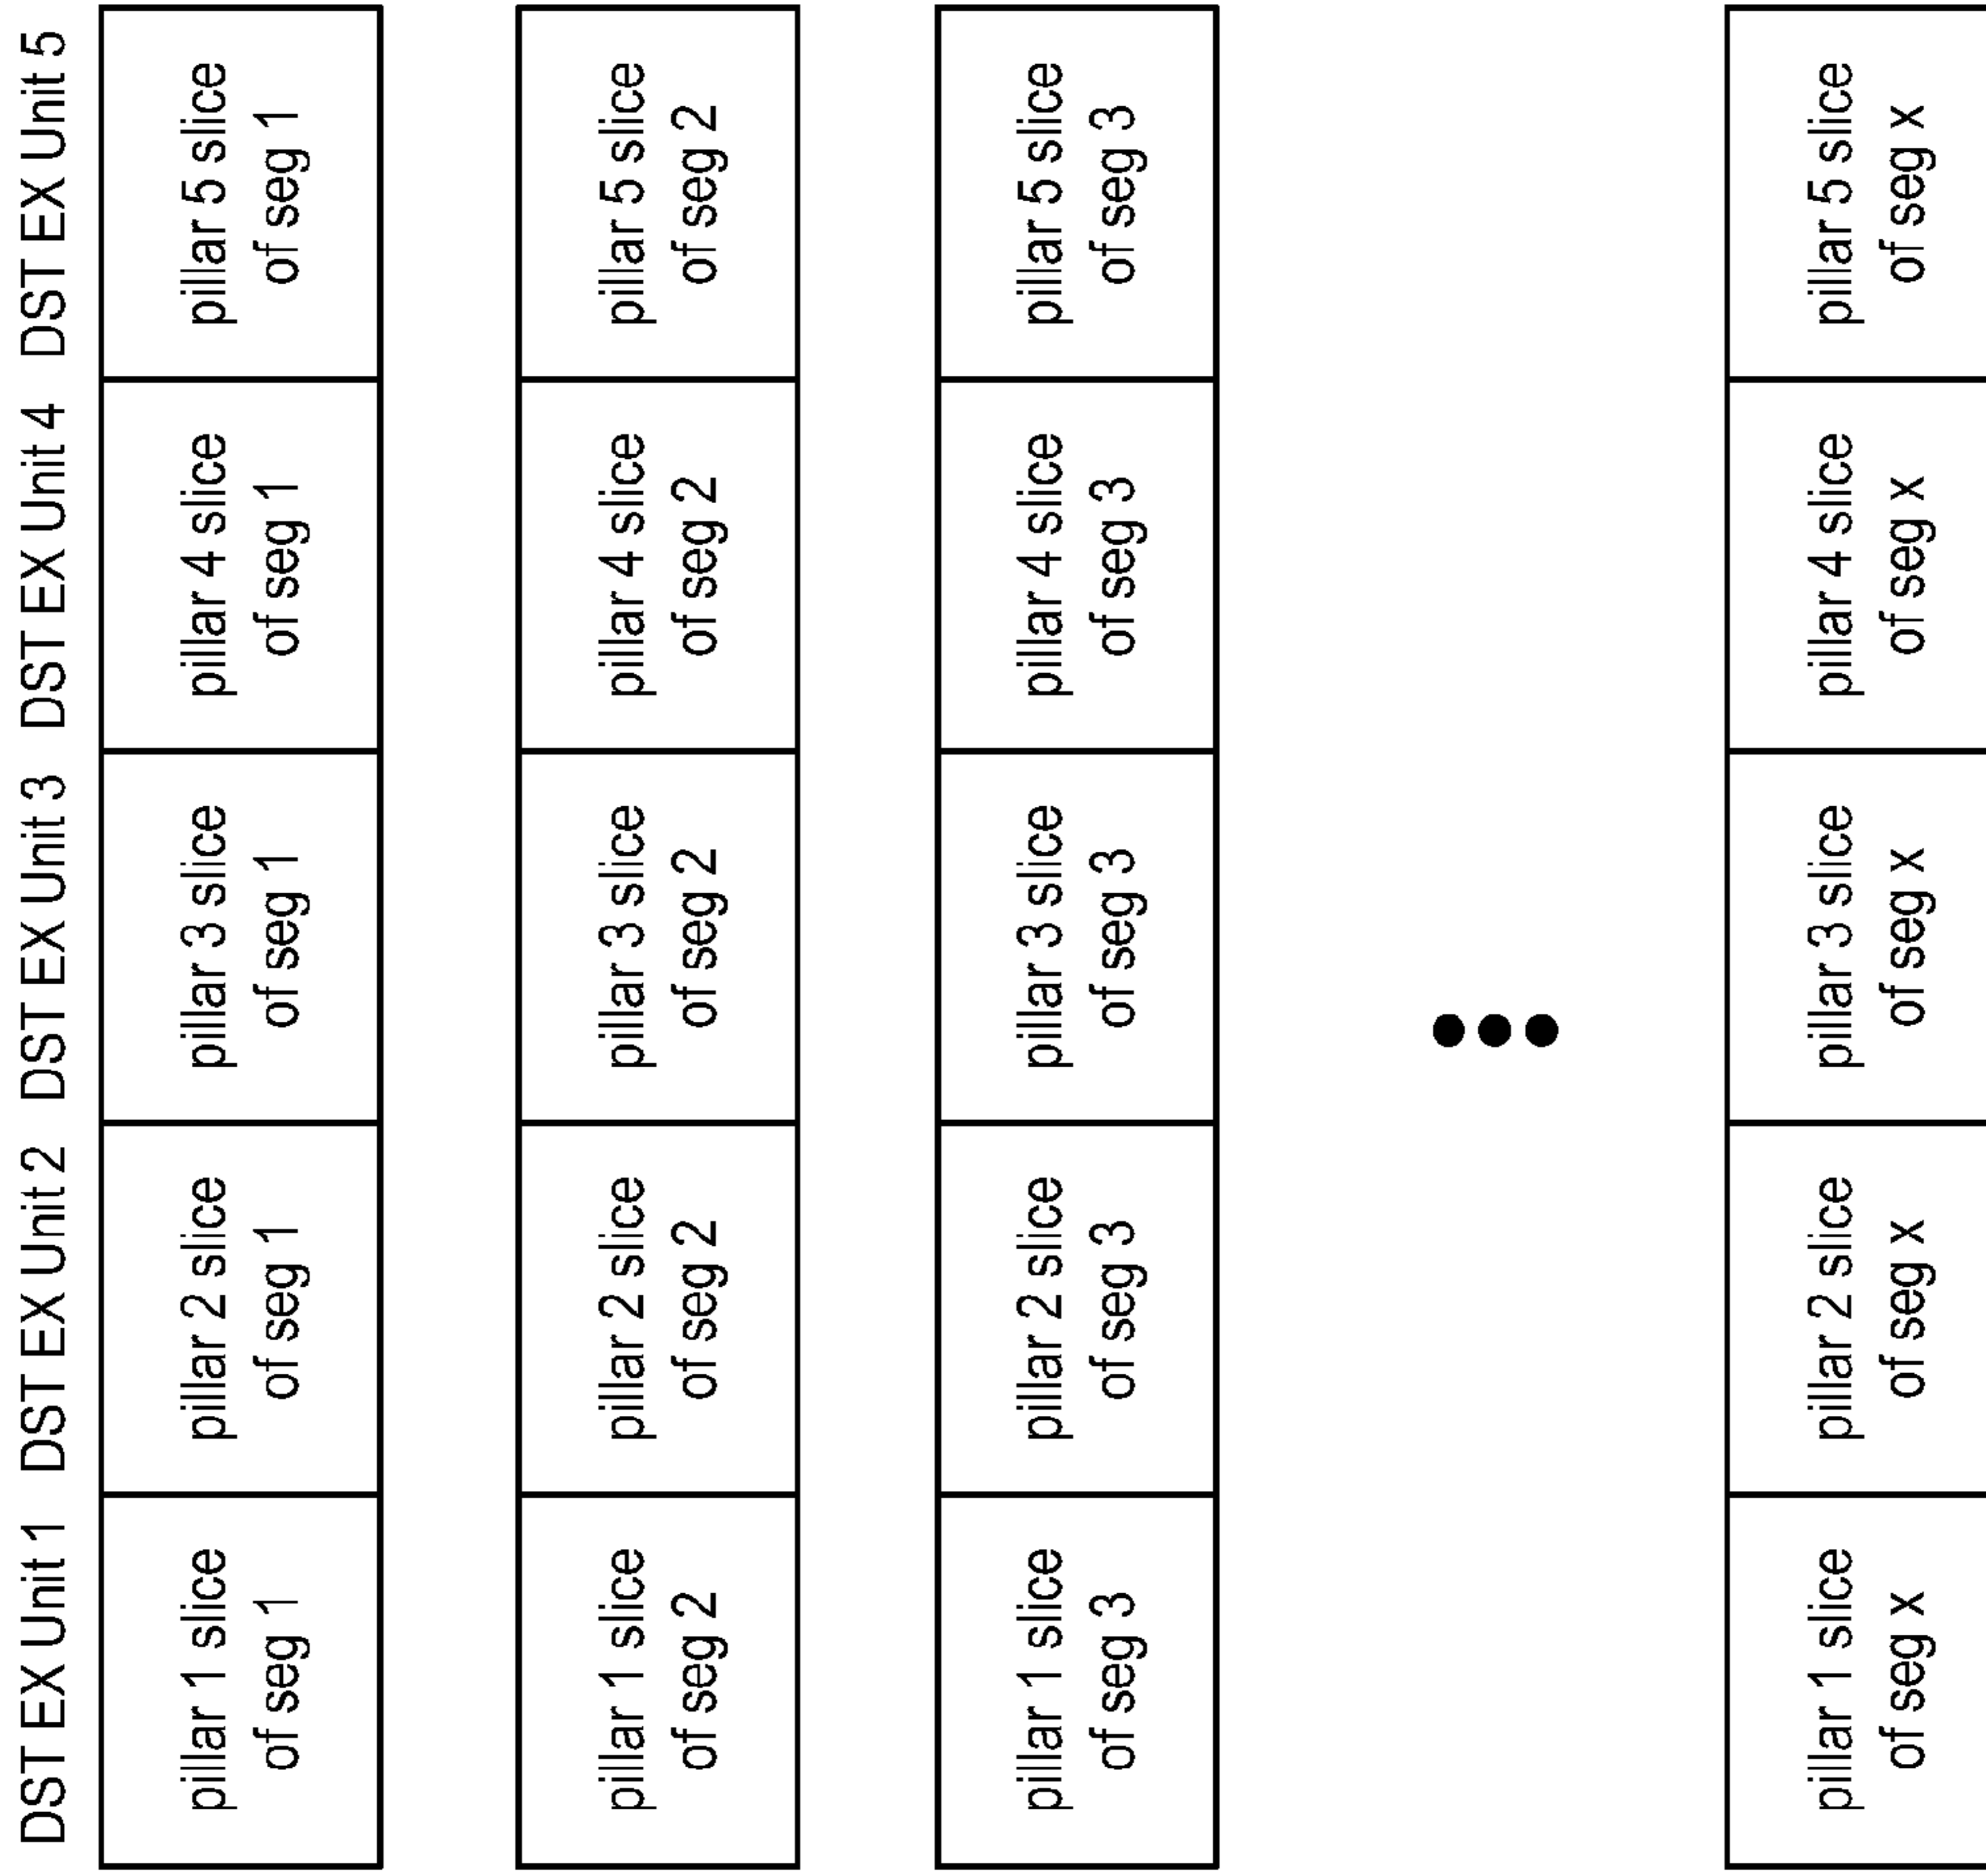 DST EX Unit 1 DST EX Unit 2 DST EX Unit 3 DST EX Unit 4 DST EX Unit 5
pillar 1 slice
of seg 1
pillar 2 slice
of seg 1
pillar 3 slice
of seg 1
pillar 4 slice
of seg 1
pillar 5 slice
of seg 1
pillar 1 slice
of seg 2
pillar 2 slice
of seg 2
pillar 3 slice
of seg 2
pillar 4 slice
of seg 2
pillar 5 slice
of seg 2
pillar 1 slice
of seg 3
pillar 2 slice
of seg 3
pillar 3 slice
of seg 3
pillar 4 slice
of seg 3
pillar 5 slice
of seg 3
pillar 1 slice
of seg x
pillar 2 slice
of seg x
pillar 3 slice
of seg x
pillar 4 slice
of seg x
pillar 5 slice
of seg x